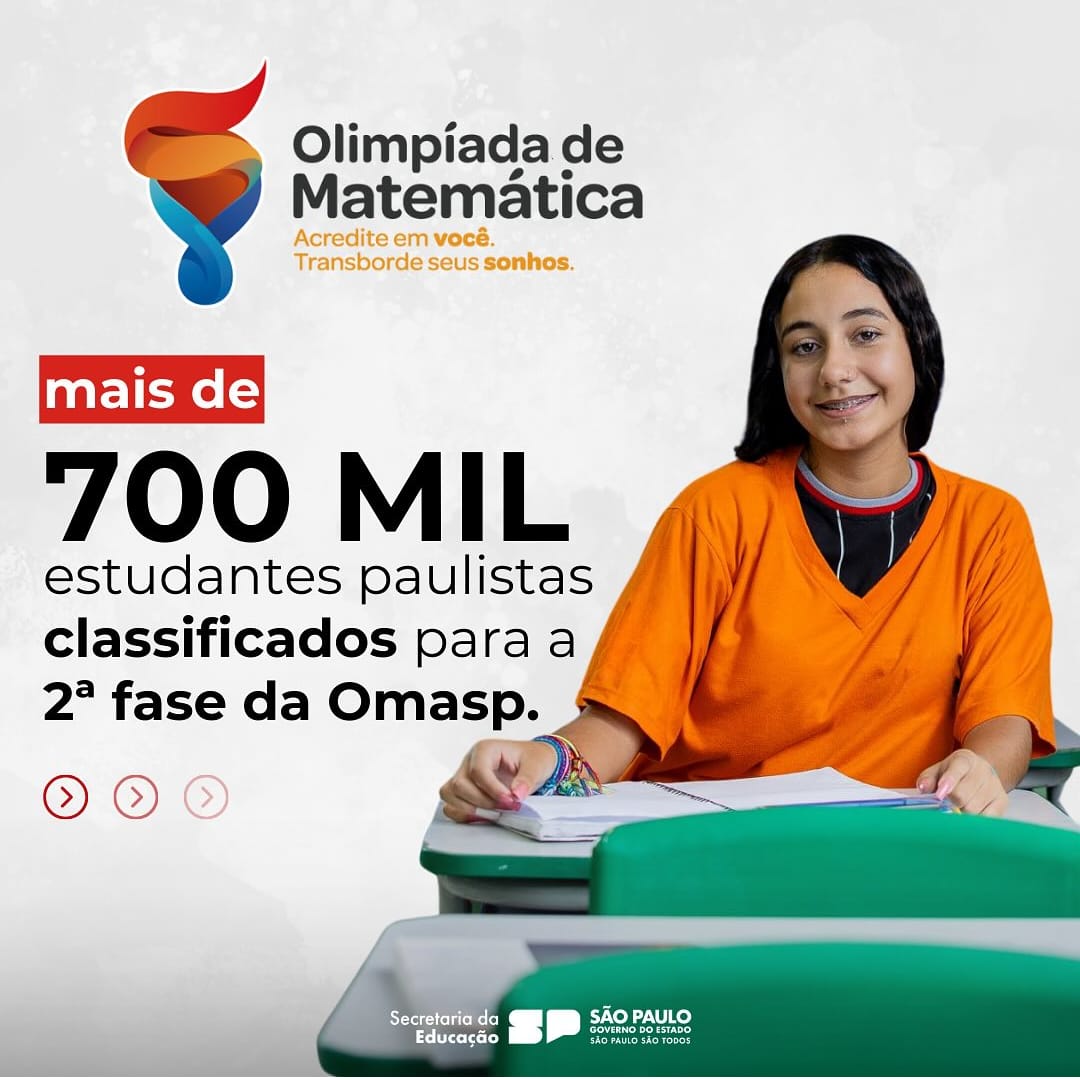 Olimpíada de
Matemática
Acredite em você.
Transborde seus sonhos.
mais de
700 MIL
estudantes paulistas
classificados para a
2ª fase da Omasp.
Secretaria da
Educação
SP
SÃO PAULO
GOVERNO DO ESTADO
SÃO PAULO SÃO TODOS